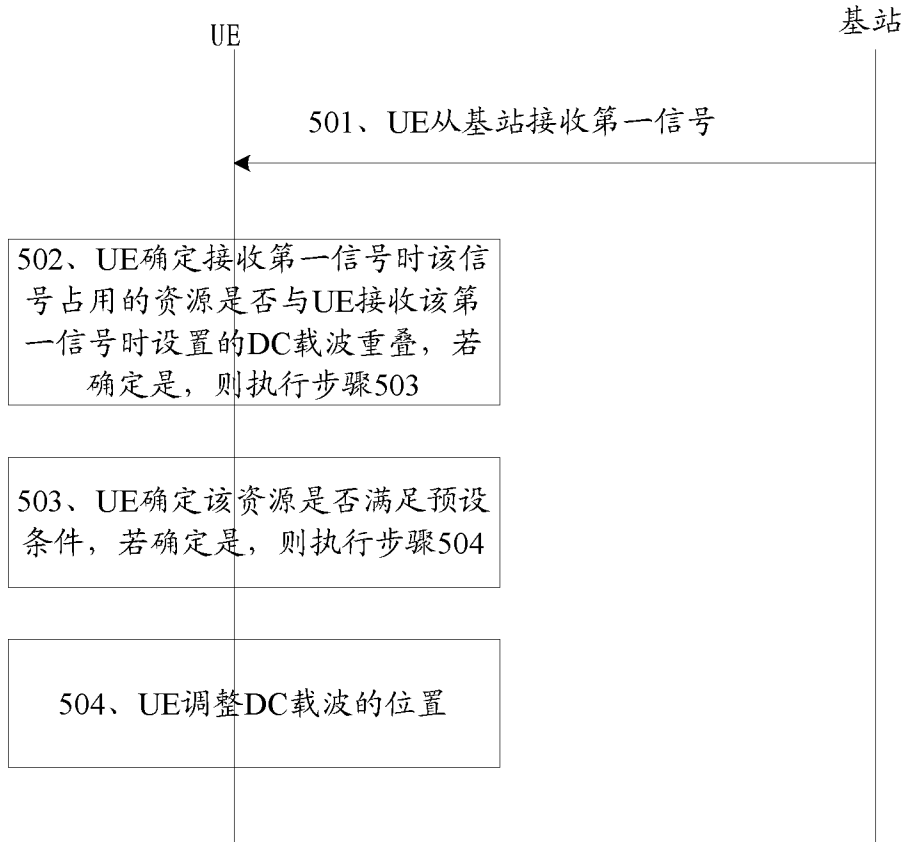 UE
基站
501、UE从基站接收第一信号
502、UE确定接收第一信号时该信
号占用的资源是否与UE接收该第
一信号时设置的DC载波重叠，若
确定是，则执行步骤503
503、UE确定该资源是否满足预设
条件，若确定是，则执行步骤504
504、UE调整DC载波的位置